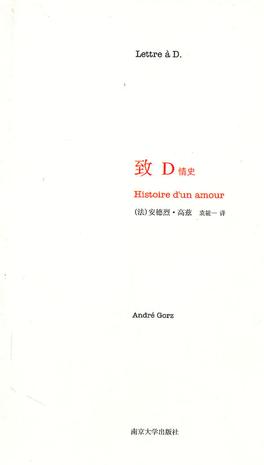 Lettre à D.
致 D 情史
Histoire d'un amour
(法)安德烈·高兹 袁筱一 译
André Gorz
南京大学出版社